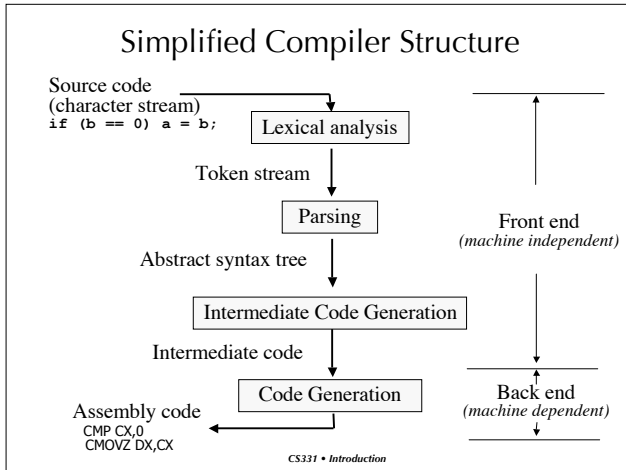 Simplified Compiler Structure
Source code
(character stream)
if (b == 0) a = b;
Lexical analysis
Token stream
Parsing
Abstract syntax tree
Intermediate Code Generation
Intermediate code
Code Generation
Assembly code
CMP CX,0
CMOVZ DX,CX
Front end
(machine independent)
Back end
(machine dependent)
CS331 • Introduction